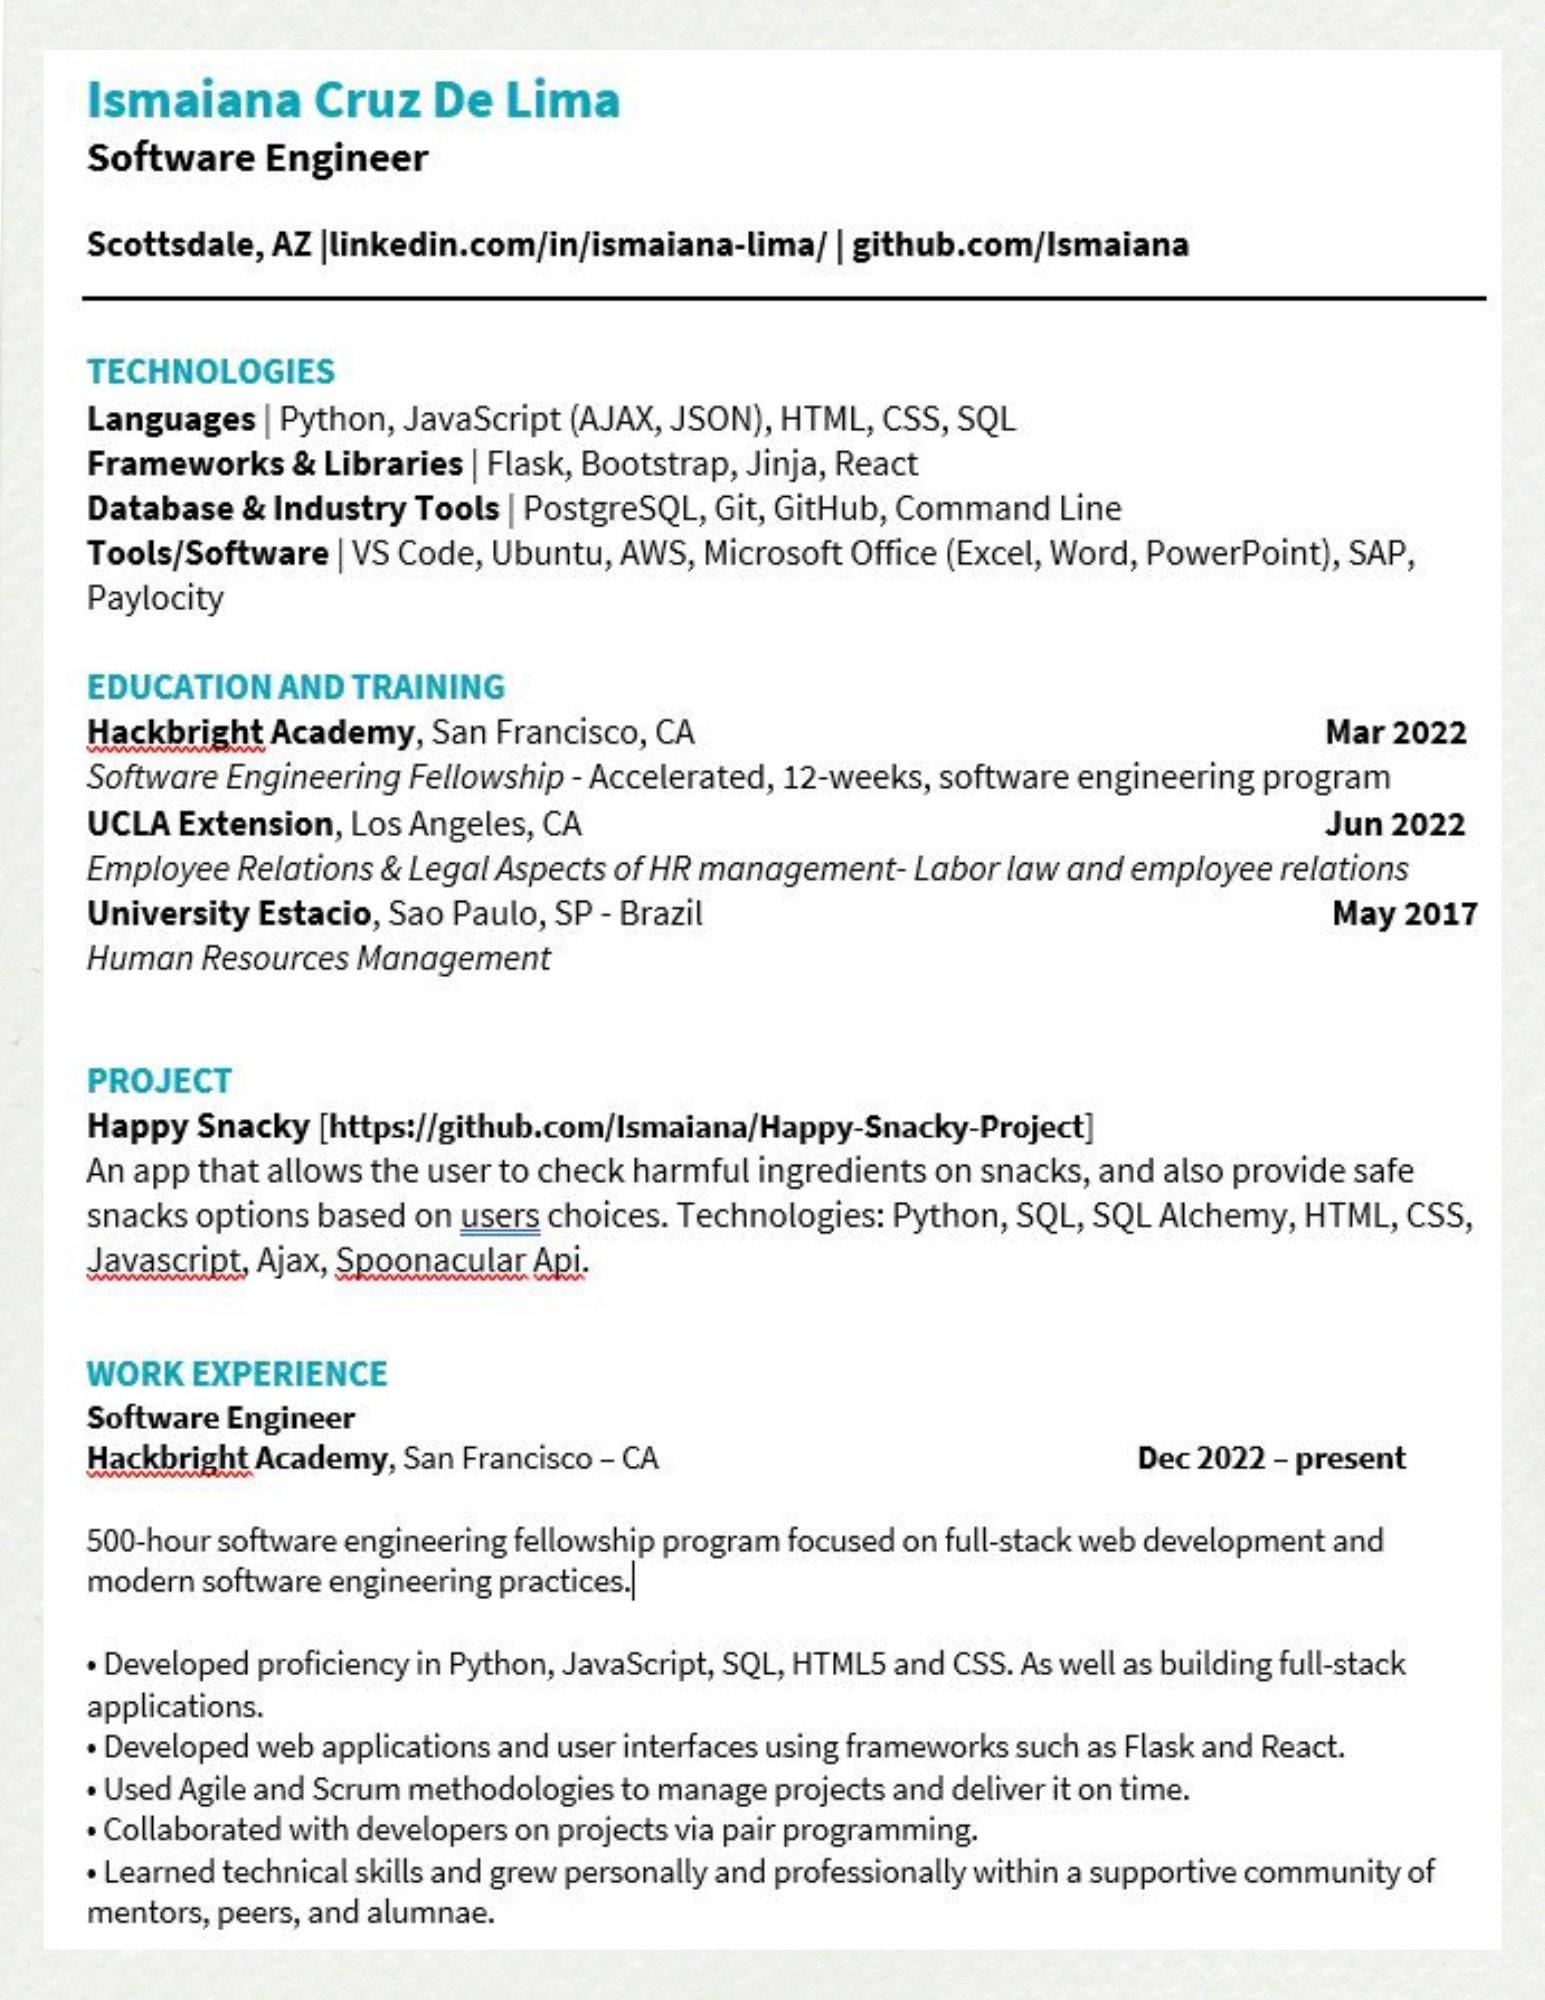 Ismaiana Cruz De Lima
Software Engineer
Scottsdale, AZ |linkedin.com/in/ismaiana-lima/ | github.com/Ismaiana
TECHNOLOGIES
Languages | Python, JavaScript (AJAX, JSON), HTML, CSS, SQL
Frameworks & Libraries | Flask, Bootstrap, Jinja, React
Database & Industry Tools | PostgreSQL, Git, GitHub, Command Line
Tools/Software | VS Code, Ubuntu, AWS, Microsoft Office (Excel, Word, PowerPoint), SAP,
Paylocity
EDUCATION AND TRAINING
Hackbright Academy, San Francisco, CA Mar 2022
Software Engineering Fellowship - Accelerated, 12-weeks, software engineering program
UCLA Extension, Los Angeles, CA Jun 2022
Employee Relations & Legal Aspects of HR management- Labor law and employee relations
University Estacio, Sao Paulo, SP - Brazil May 2017
Human Resources Management
PROJECT
Happy Snacky [https://github.com/Ismaiana/Happy-Snacky-Project]
An app that allows the user to check harmful ingredients on snacks, and also provide safe
snacks options based on users choices. Technologies: Python, SQL, SQL Alchemy, HTML, CSS,
Javascript, Ajax, Spoonacular Api.
WORK EXPERIENCE
Software Engineer
Hackbright Academy, San Francisco – CA Dec 2022 – present
500-hour software engineering fellowship program focused on full-stack web development and
modern software engineering practices.
• Developed proficiency in Python, JavaScript, SQL, HTML5 and CSS. As well as building full-stack
applications.
• Developed web applications and user interfaces using frameworks such as Flask and React.
• Used Agile and Scrum methodologies to manage projects and deliver it on time.
• Collaborated with developers on projects via pair programming.
• Learned technical skills and grew personally and professionally within a supportive community of
mentors, peers, and alumnae.